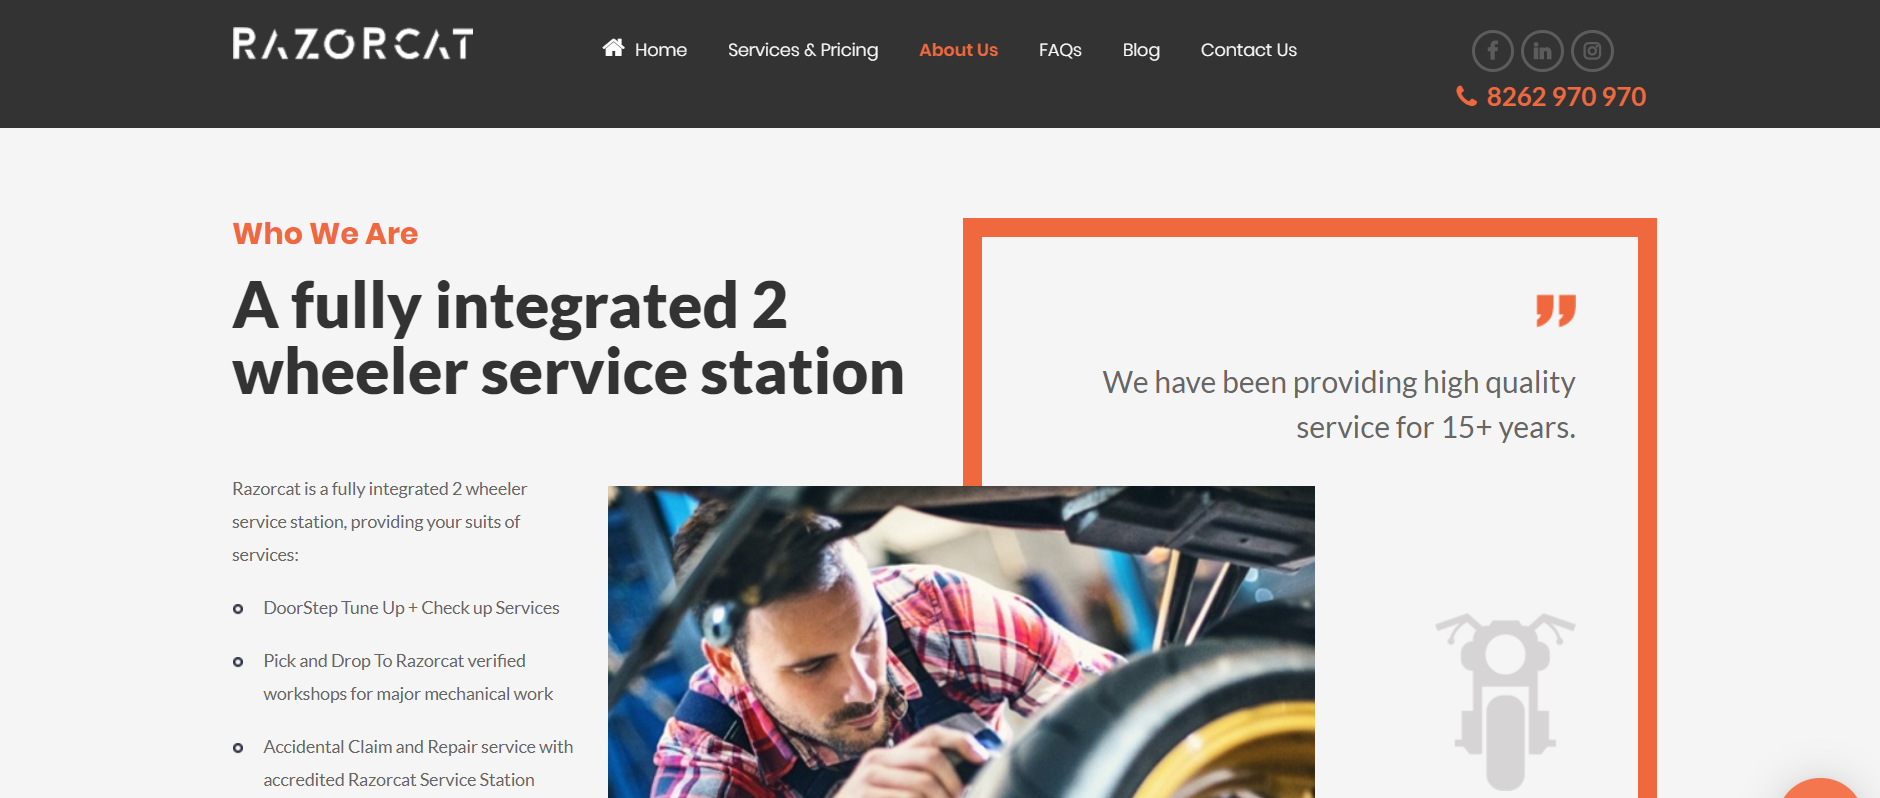 RAZORCAT
Home Services & Pricing About Us FAQs Blog Contact Us
8262 970 970
Who We Are
A fully integrated 2
wheeler service station
We have been providing high quality
service for 15+ years.
Razorcat is a fully integrated 2 wheeler
service station, providing your suits of
services:
DoorStep Tune Up + Check up Services
Pick and Drop To Razorcat verified
workshops for major mechanical work
Accidental Claim and Repair service with
accredited Razorcat Service Station